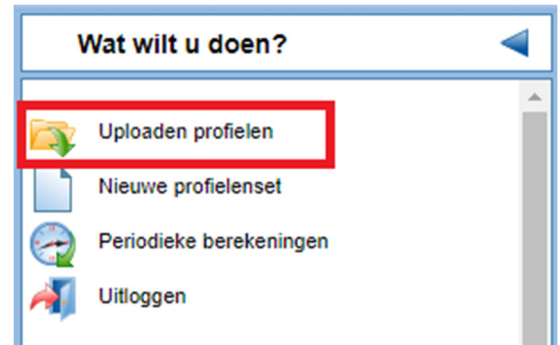 Wat wilt u doen?
Uploaden profielen
Nieuwe profielenset
Periodieke berekeningen
Uitloggen